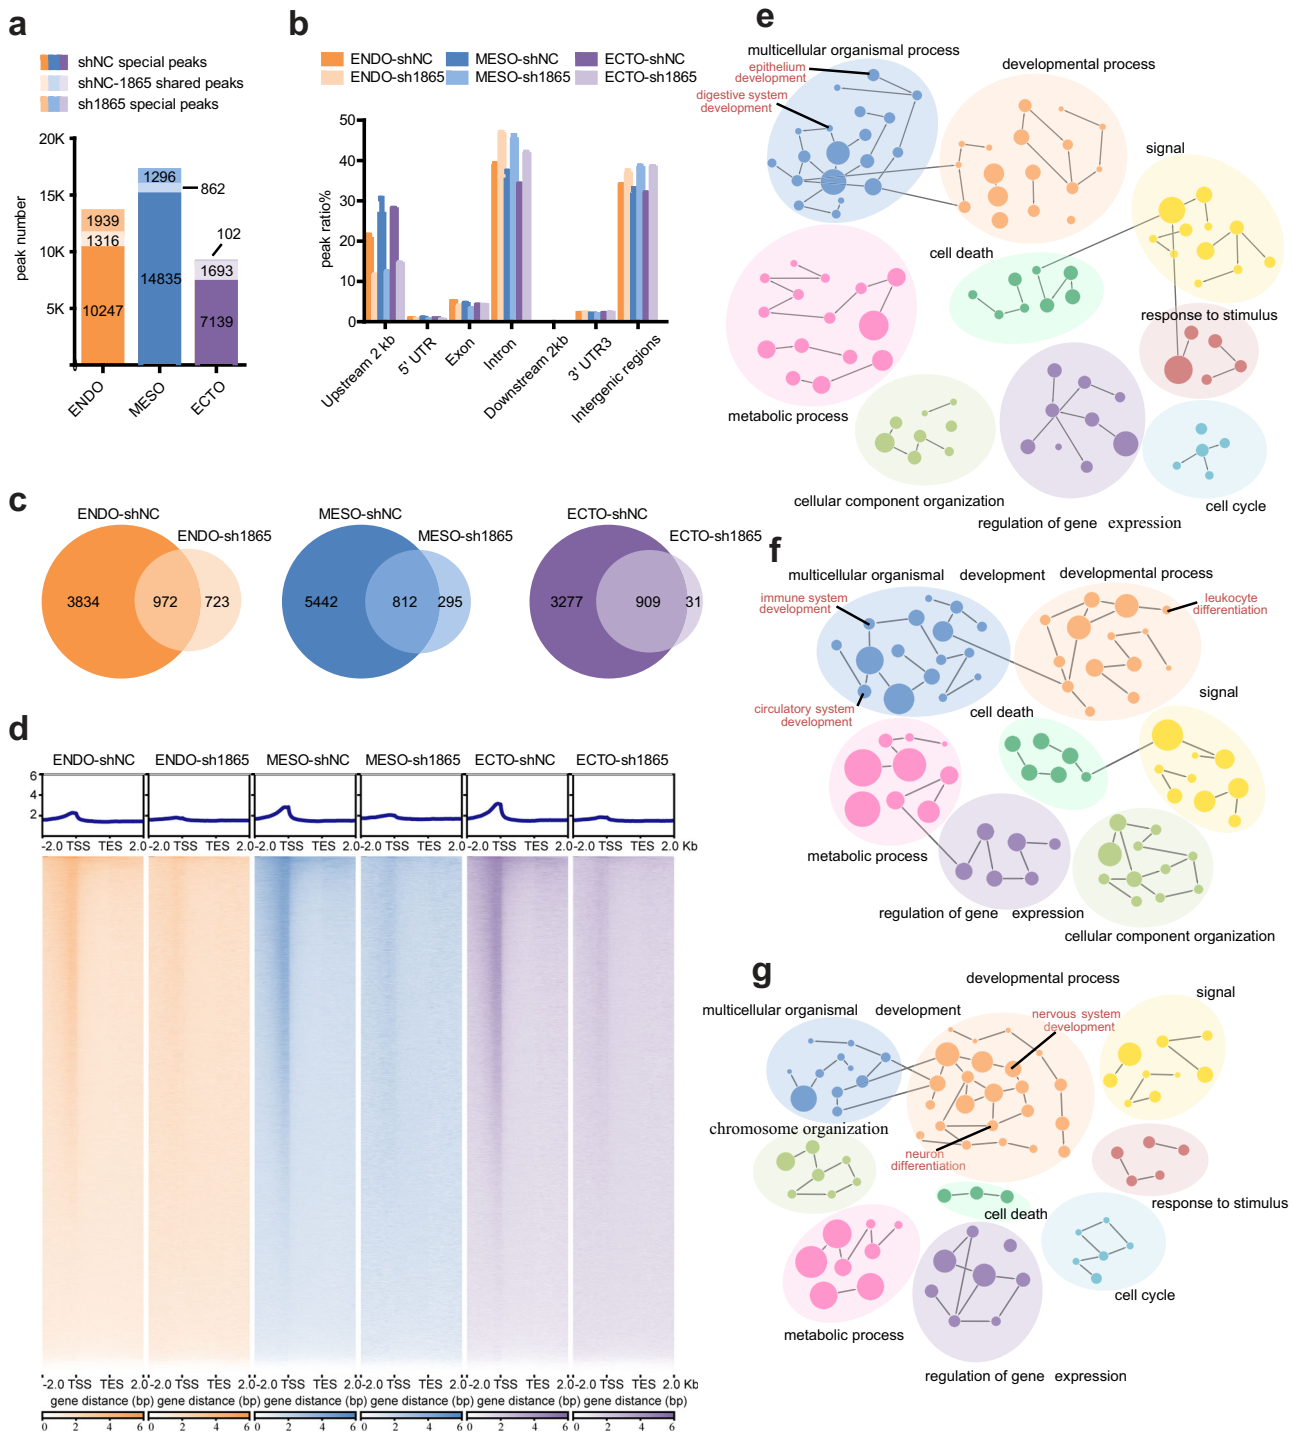 a
shNC special peaks
shNC-1865 shared peaks
sh1865 special peaks
20K
15K
10K
5K
peak number
1939
1316
10247
1296
862
14835
102
1693
7139
ENDO
MESO
ECTO
b
ENDO-shNC
MESO-shNC
ECTO-shNC
ENDO-sh1865
MESO-sh1865
ECTO-sh1865
50
40
30
20
10
0
peak ratio%
Upstream 2 kb
5' UTR
Exon
Intron
Downstream 2kb
3' UTR3
Intergenic regions
c
ENDO-shNC
ENDO-sh1865
3834
972
723
MESO-shNC
MESO-sh1865
5442
812
295
ECTO-shNC
ECTO-sh1865
3277
909
31
d
ENDO-shNC ENDO-sh1865 MESO-shNC MESO-sh1865 ECTO-shNC ECTO-sh1865
6
4
2
-2.0 TSS TES 2.0 -2.0 TSS TES 2.0 -2.0 TSS TES 2.0 -2.0 TSS TES 2.0 -2.0 TSS TES 2.0 -2.0 TSS TES 2.0 Kb
-2.0 TSS TES 2.0 -2.0 TSS TES 2.0 -2.0 TSS TES 2.0 -2.0 TSS TES 2.0 -2.0 TSS TES 2.0 -2.0 TSS TES 2.0 Kb
gene distance (bp) gene distance (bp) gene distance (bp) gene distance (bp) gene distance (bp) gene distance (bp)
0 2 4 6 0 2 4 6 0 2 4 6 0 2 4 6 0 2 4 6 0 2 4 6
e
multicellular organismal process
epithelium
development
digestive system
development
developmental process
signal
cell death
response to stimulus
metabolic process
cellular component organization
regulation of gene expression
cell cycle
f
multicellular organismal development
developmental process
immune system
development
leukocyte
differentiation
circulatory system
development
cell death
signal
metabolic process
regulation of gene expression
cellular component organization
g
developmental process
signal
multicellular organismal development
nervous system
development
chromosome organization
neuron
differentiation
cell death
response to stimulus
cell cycle
metabolic process
regulation of gene expression